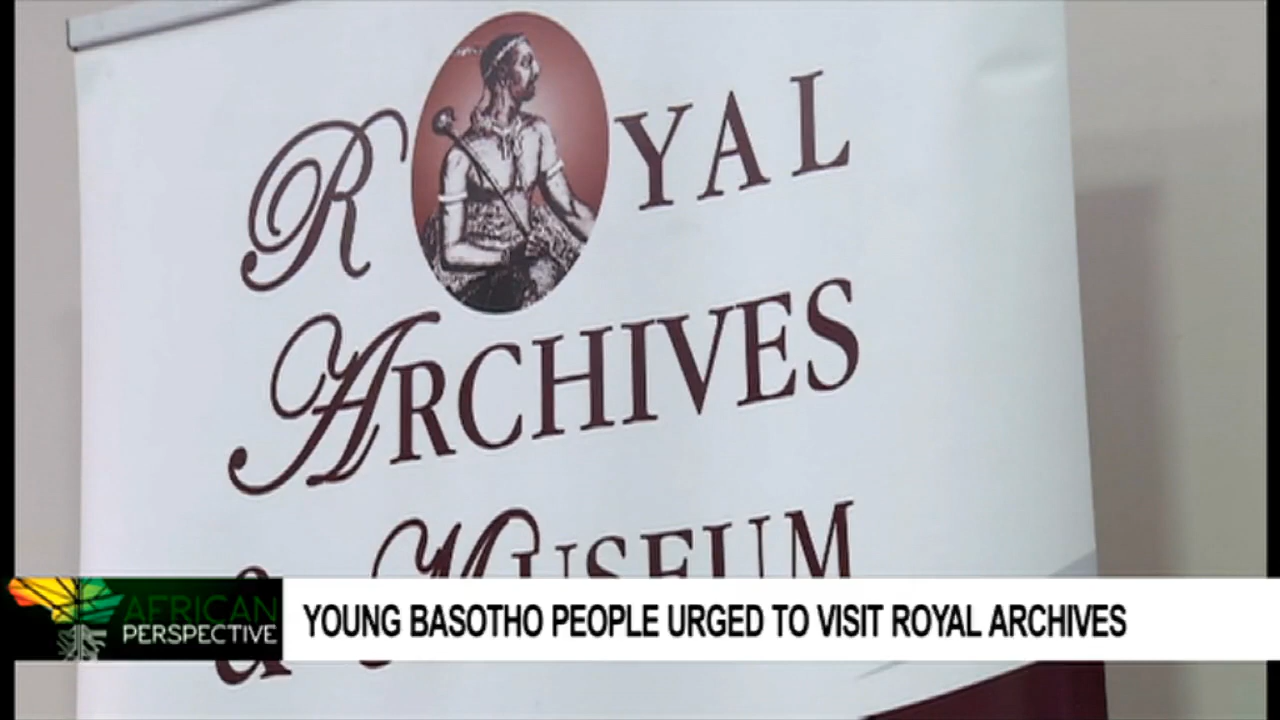 ROYAL
ARCHIVES
& MUSEUM
AFRICAN
PERSPECTIVE
YOUNG BASOTHO PEOPLE URGED TO VISIT ROYAL ARCHIVES